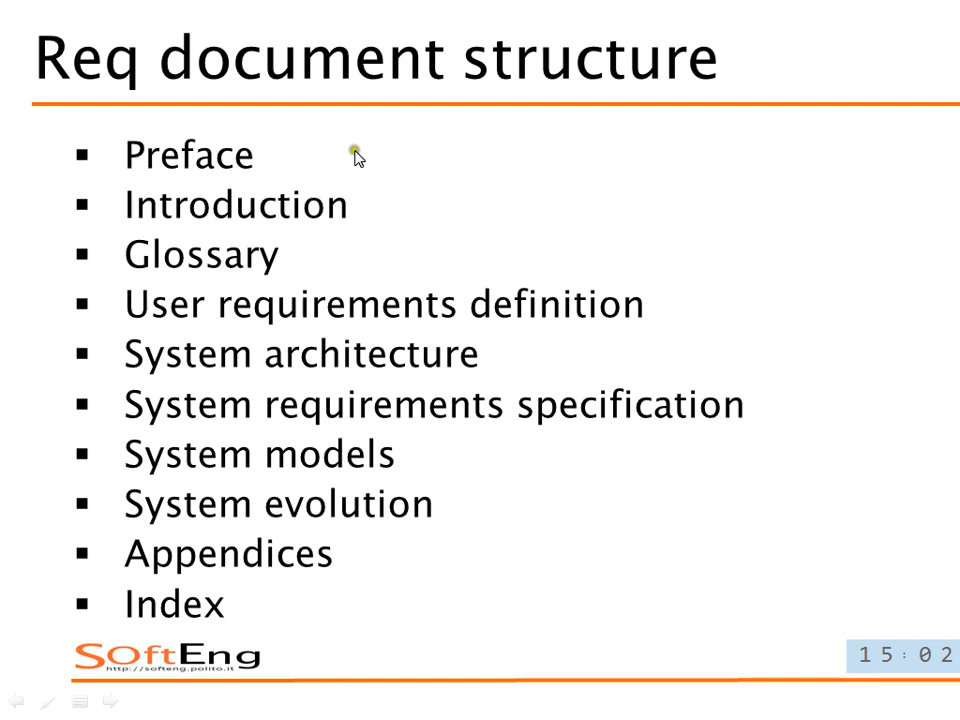 Req document structure
▪ Preface
▪ Introduction
▪ Glossary
▪ User requirements definition
▪ System architecture
▪ System requirements specification
▪ System models
▪ System evolution
▪ Appendices
▪ Index
SOftEng
http://softeng.polito.it
15:02